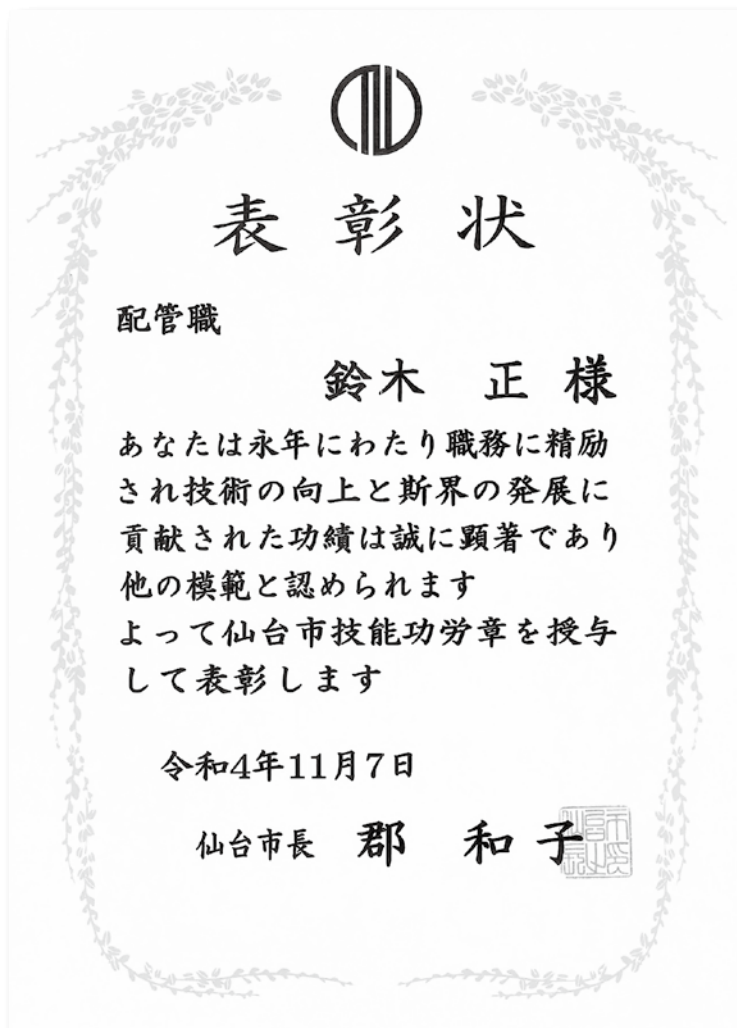 表彰状
配管職
鈴木 正 様
あなたは永年にわたり職務に精励
され技術の向上と斯界の発展に
貢献された功績は誠に顕著であり
他の模範と認められます
よって仙台市技能功労章を授与
して表彰します
令和4年11月7日
仙台市長 郡 和子